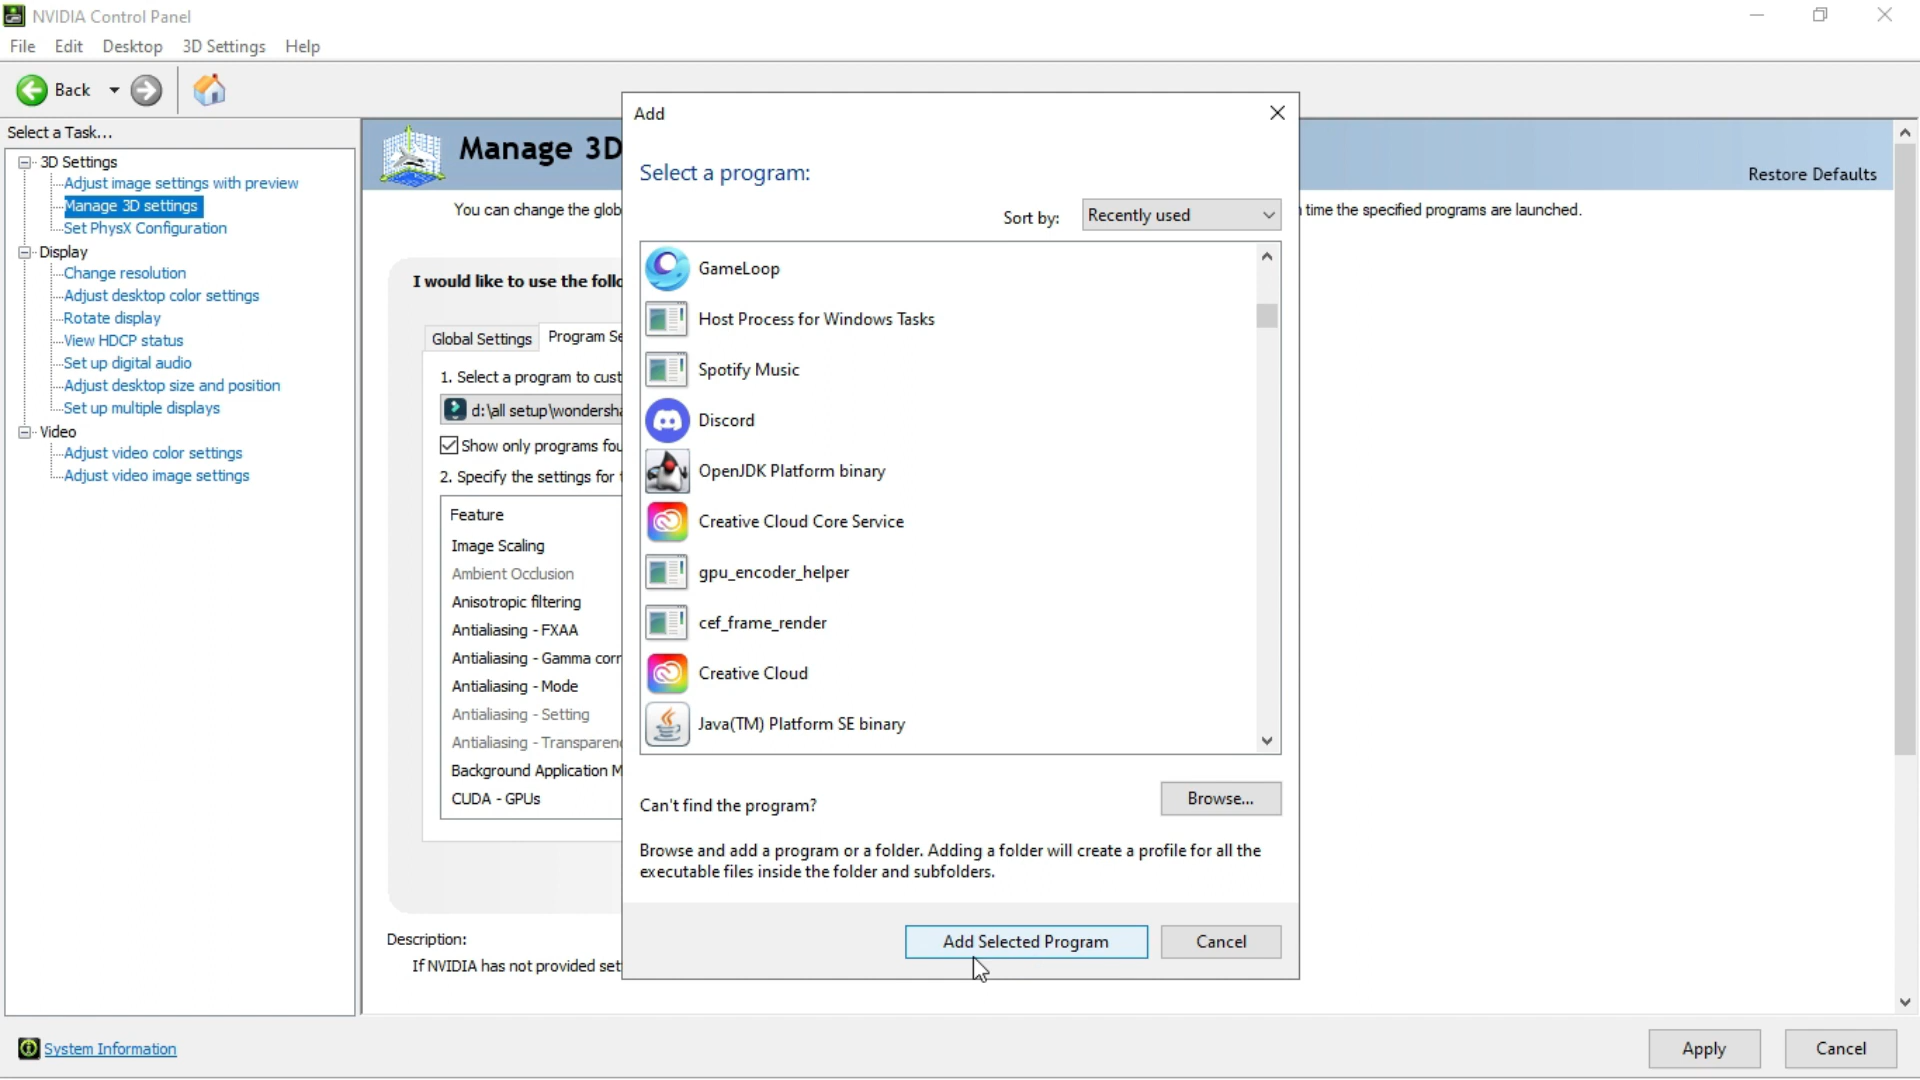 NVIDIA Control Panel
File Edit Desktop 3D Settings Help
Back
Select a Task...
3D Settings
Adjust image settings with preview
Manage 3D settings
Set PhysX Configuration
Display
Change resolution
Adjust desktop color settings
Rotate display
View HDCP status
Set up digital audio
Adjust desktop size and position
Set up multiple displays
Video
Adjust video color settings
Adjust video image settings
System Information
Manage 3D
Restore Defaults
You can change the glob
time the specified programs are launched.
I would like to use the follo
Global Settings Program Se
1. Select a program to cust
d:\all setup\wondersha
Show only programs fou
2. Specify the settings for
Feature
Image Scaling
Ambient Occlusion
Anisotropic filtering
Antialiasing - FXAA
Antialiasing - Gamma corr
Antialiasing - Mode
Antialiasing - Setting
Antialiasing - Transparen
Background Application M
CUDA - GPUs
Description:
If NVIDIA has not provided set
Add
Select a program:
Sort by: Recently used
GameLoop
Host Process for Windows Tasks
Spotify Music
Discord
OpenJDK Platform binary
Creative Cloud Core Service
gpu_encoder_helper
cef_frame_render
Creative Cloud
Java(TM) Platform SE binary
Can't find the program?
Browse...
Browse and add a program or a folder. Adding a folder will create a profile for all the
executable files inside the folder and subfolders.
Add Selected Program Cancel
Apply Cancel